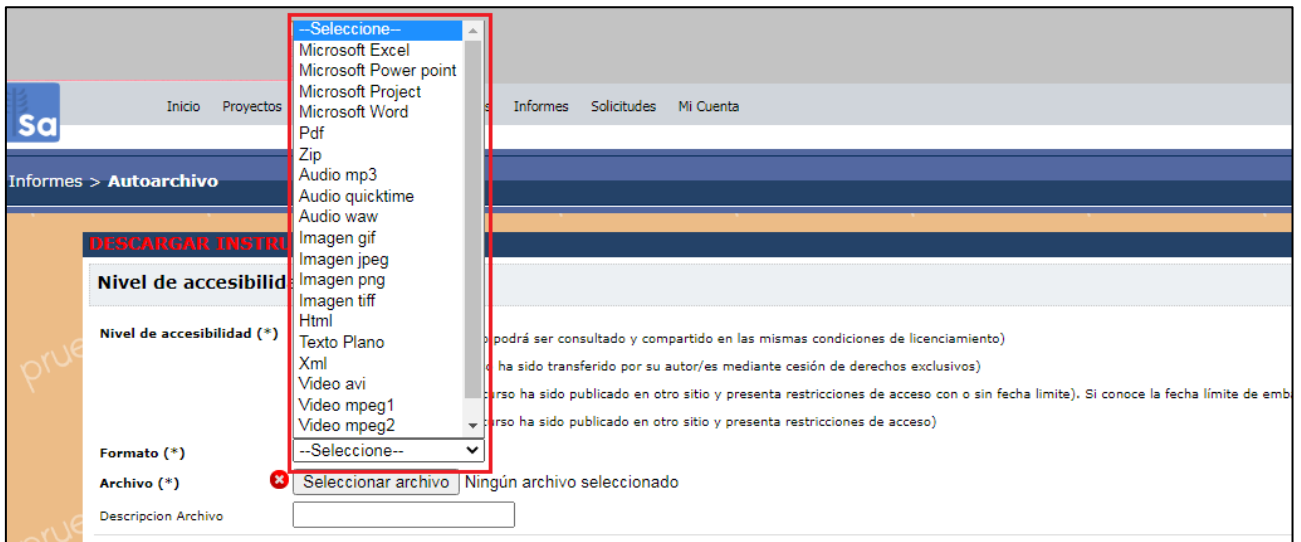 --Seleccione--
Microsoft Excel
Microsoft Power point
Microsoft Project
Microsoft Word
Pdf
Zip
Audio mp3
Audio quicktime
Audio waw
Imagen gif
Imagen jpeg
Imagen png
Imagen tiff
Html
Texto Plano
Xml
Video avi
Video mpeg1
Video mpeg2
Sa
Inicio Proyectos Informes Solicitudes Mi Cuenta
Informes > Autoarchivo
DESCARGAR
Nivel de
Nivel de accesibilidad (*)
podrá ser consultado y compartido en las mismas condiciones de licenciamiento)
ha sido transferido por su autor/es mediante cesión de derechos exclusivos)
ha sido publicado en otro sitio y presenta restricciones de acceso con o sin fecha limite). Si conoce la fecha límite de
ha sido publicado en otro sitio y presenta restricciones de acceso)
Formato (*) --Seleccione--
Archivo (*) Seleccionar archivo Ningún archivo seleccionado
Descripcion Archivo